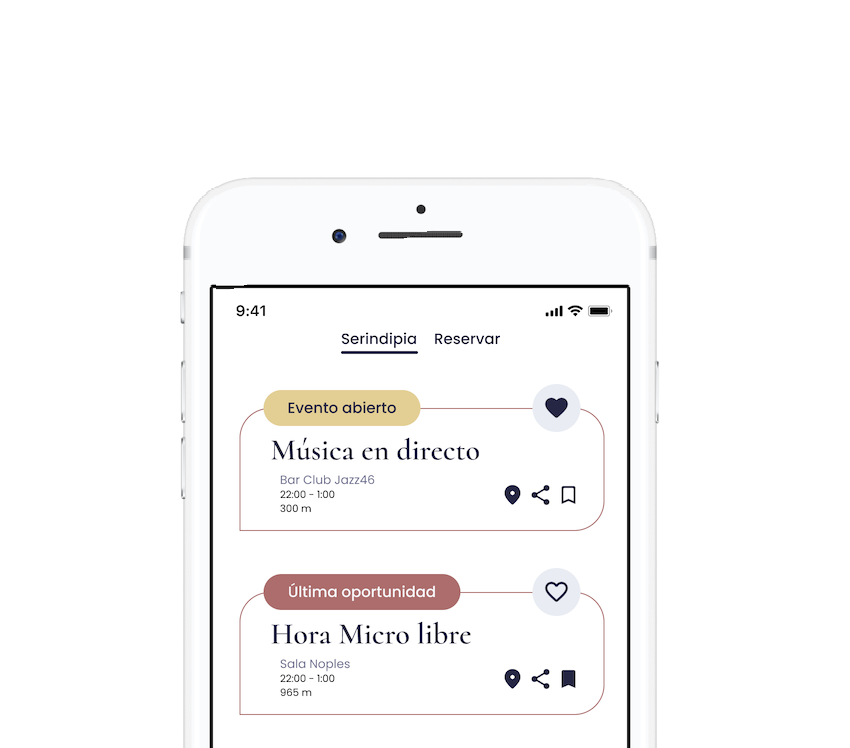 9:41
Serindipia Reservar
Evento abierto
Música en directo
Bar Club Jazz46
22:00 - 1:00
300 m
Última oportunidad
Hora Micro libre
Sala Noples
22:00 - 1:00
965 m